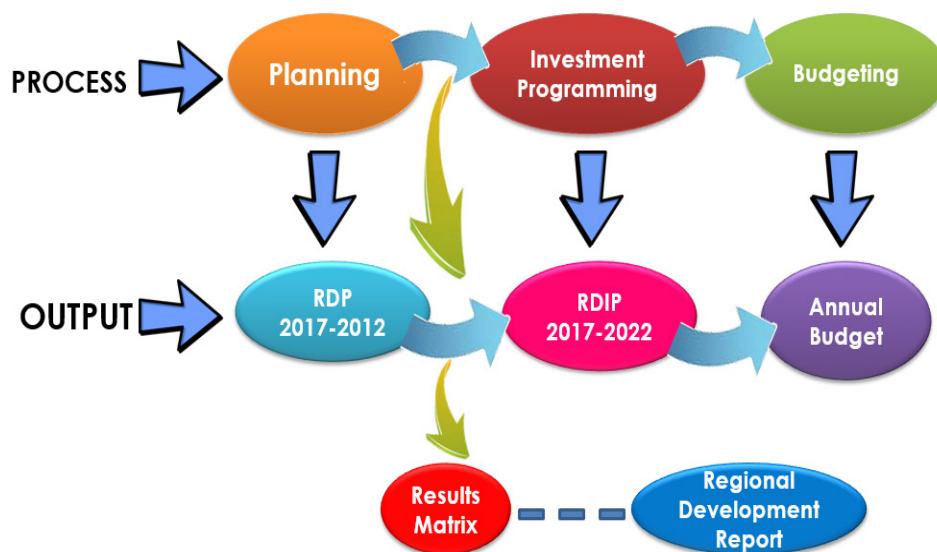 PROCESS
Planning
Investment
Programming
Budgeting
OUTPUT
RDP
2017-2012
RDIP
2017-2022
Annual
Budget
Results
Matrix
Regional
Development
Report